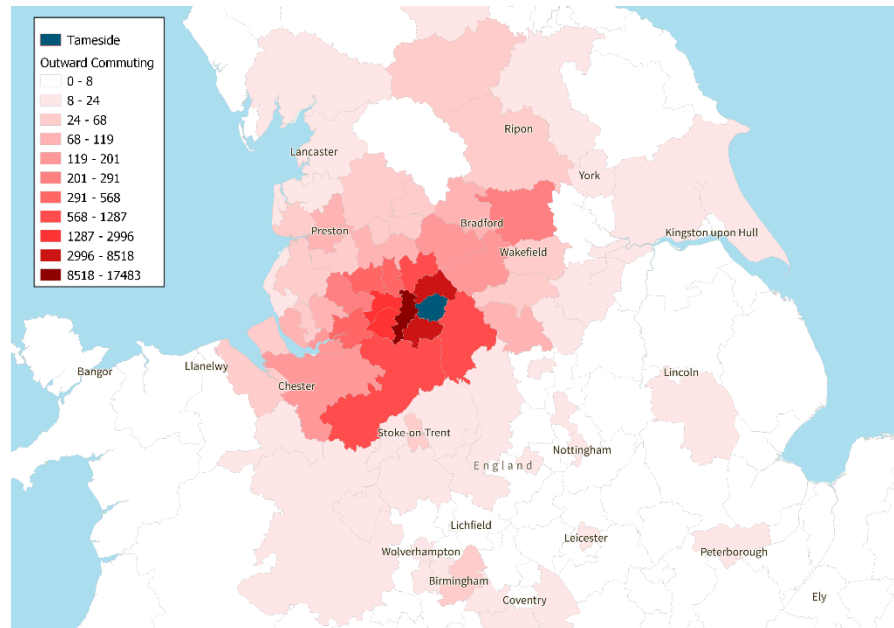 Tameside
Outward Commuting
0 - 8
8 - 24
24 - 68
68 - 119
119 - 201
201 - 291
291 - 568
568 - 1287
1287 - 2996
2996 - 8518
8518 - 17483
Ripon
Lancaster
York
Bradford
Preston
Kingston upon Hull
Wakefield
Bangor
Llanelwy
Lincoln
Chester
Stoke-on-Trent
Nottingham
England
Lichfield
Leicester
Wolverhampton
Peterborough
Birmingham
Ely
Coventry